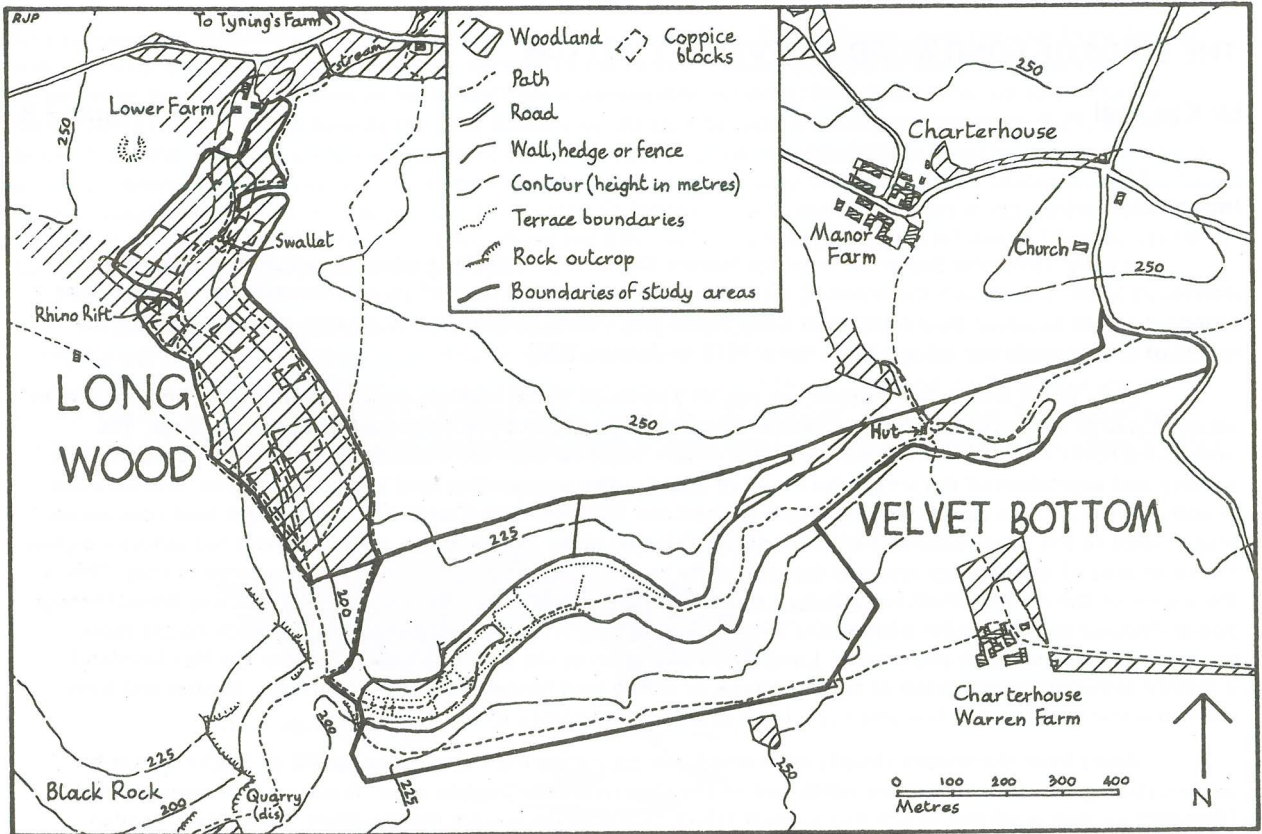 RJP
To Tyning's Farm
stream
Lower Farm
250
Swallet
Rhino Rift
LONG
WOOD
Woodland
Coppice
blocks
Path
Road
Wall, hedge or fence
Contour (height in metres)
Terrace boundaries
Rock outcrop
Boundaries of study areas
250
Charterhouse
Manor
Farm
Church
250
250
Hut
VELVET BOTTOM
225
200
200
225
Black Rock
200
Quarry
(dis)
225
250
Charterhouse
Warren Farm
0 100 200 300 400
Metres
N